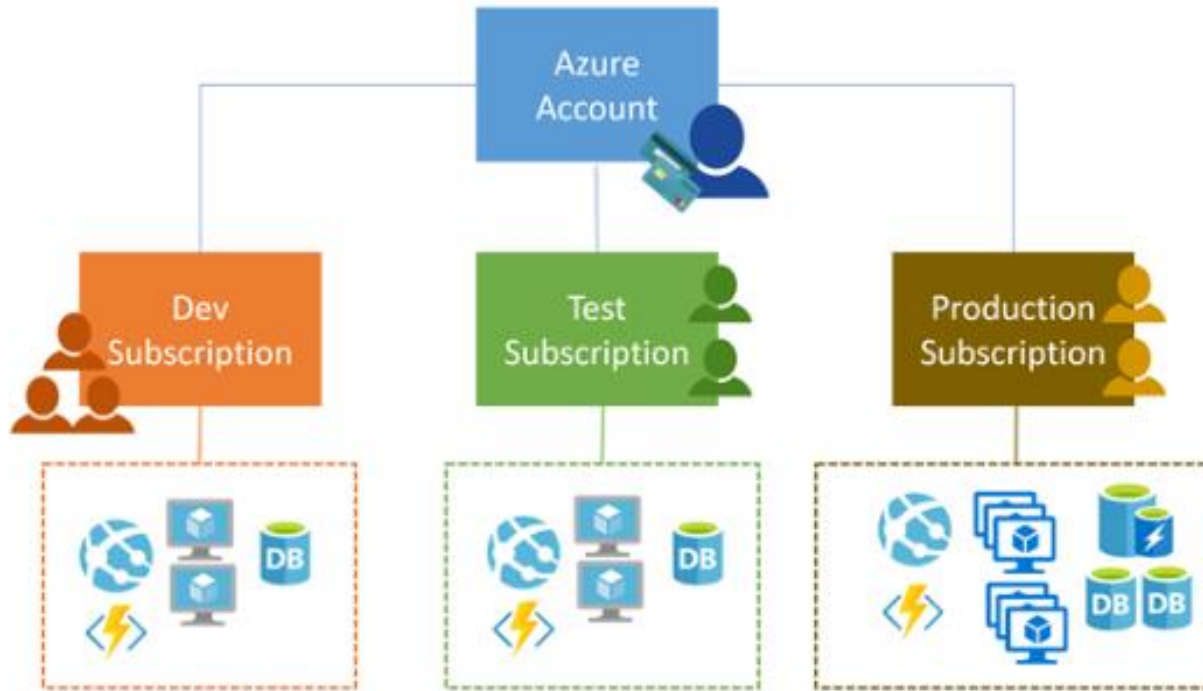 Azure
Account
Dev
Subscription
Test
Subscription
Production
Subscription
DB
DB
DB
DB